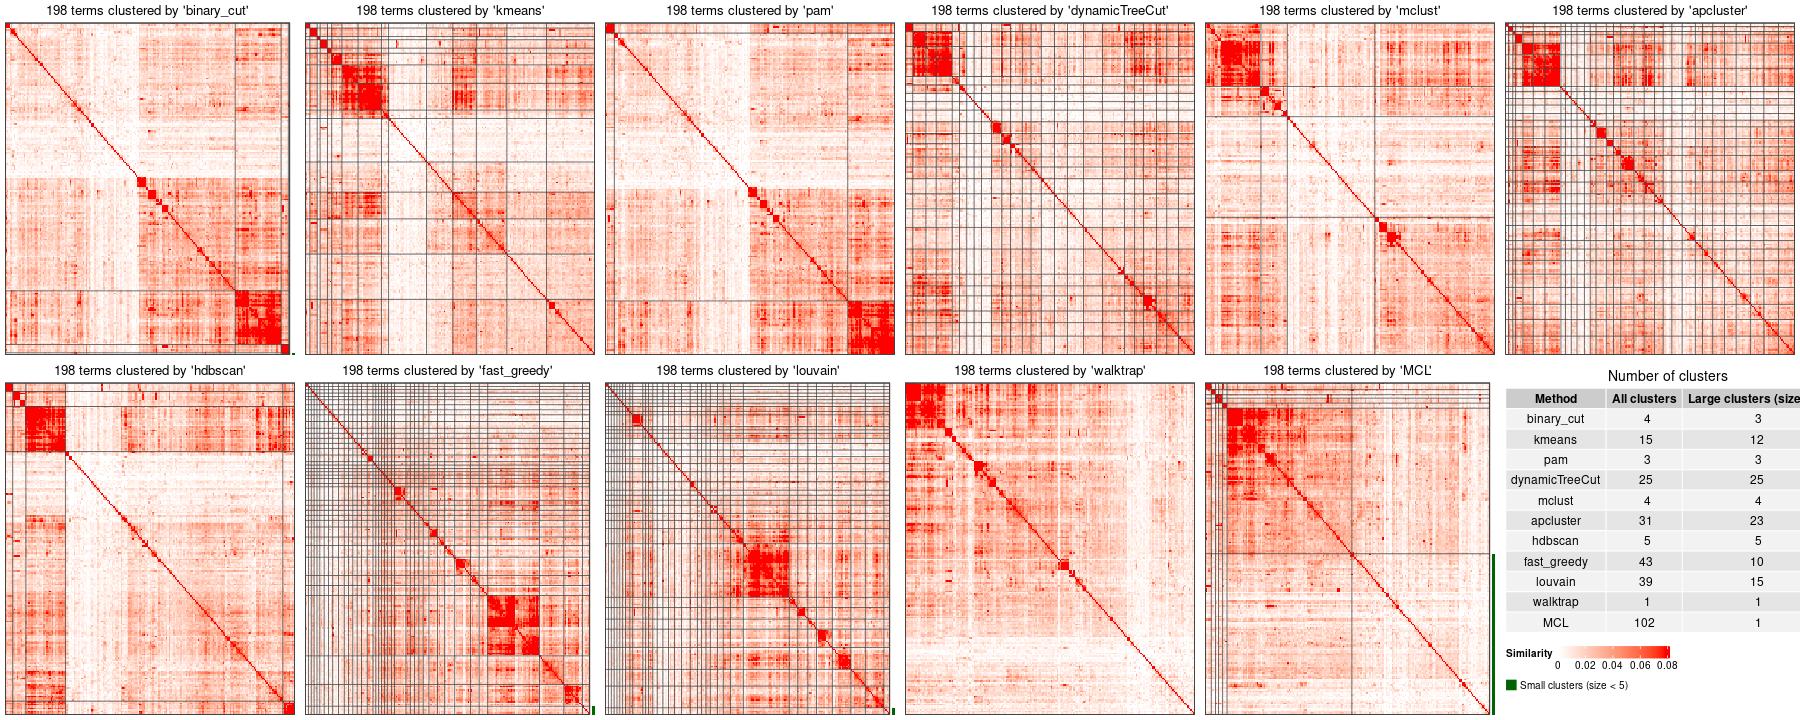 198 terms clustered by 'binary_cut'
198 terms clustered by 'kmeans'
198 terms clustered by 'pam'
198 terms clustered by 'dynamicTreeCut'
198 terms clustered by 'mclust'
198 terms clustered by 'apcluster'
198 terms clustered by 'hdbscan'
198 terms clustered by 'fast_greedy'
198 terms clustered by 'louvain'
198 terms clustered by 'walktrap'
198 terms clustered by 'MCL'
Number of clusters
Method All clusters Large clusters (size
binary_cut 4 3
kmeans 15 12
pam 3 3
dynamicTreeCut 25 25
mclust 4 4
apcluster 31 23
hdbscan 5 5
fast_greedy 43 10
louvain 39 15
walktrap 1 1
MCL 102 1
Similarity
0 0.02 0.04 0.06 0.08
Small clusters (size < 5)